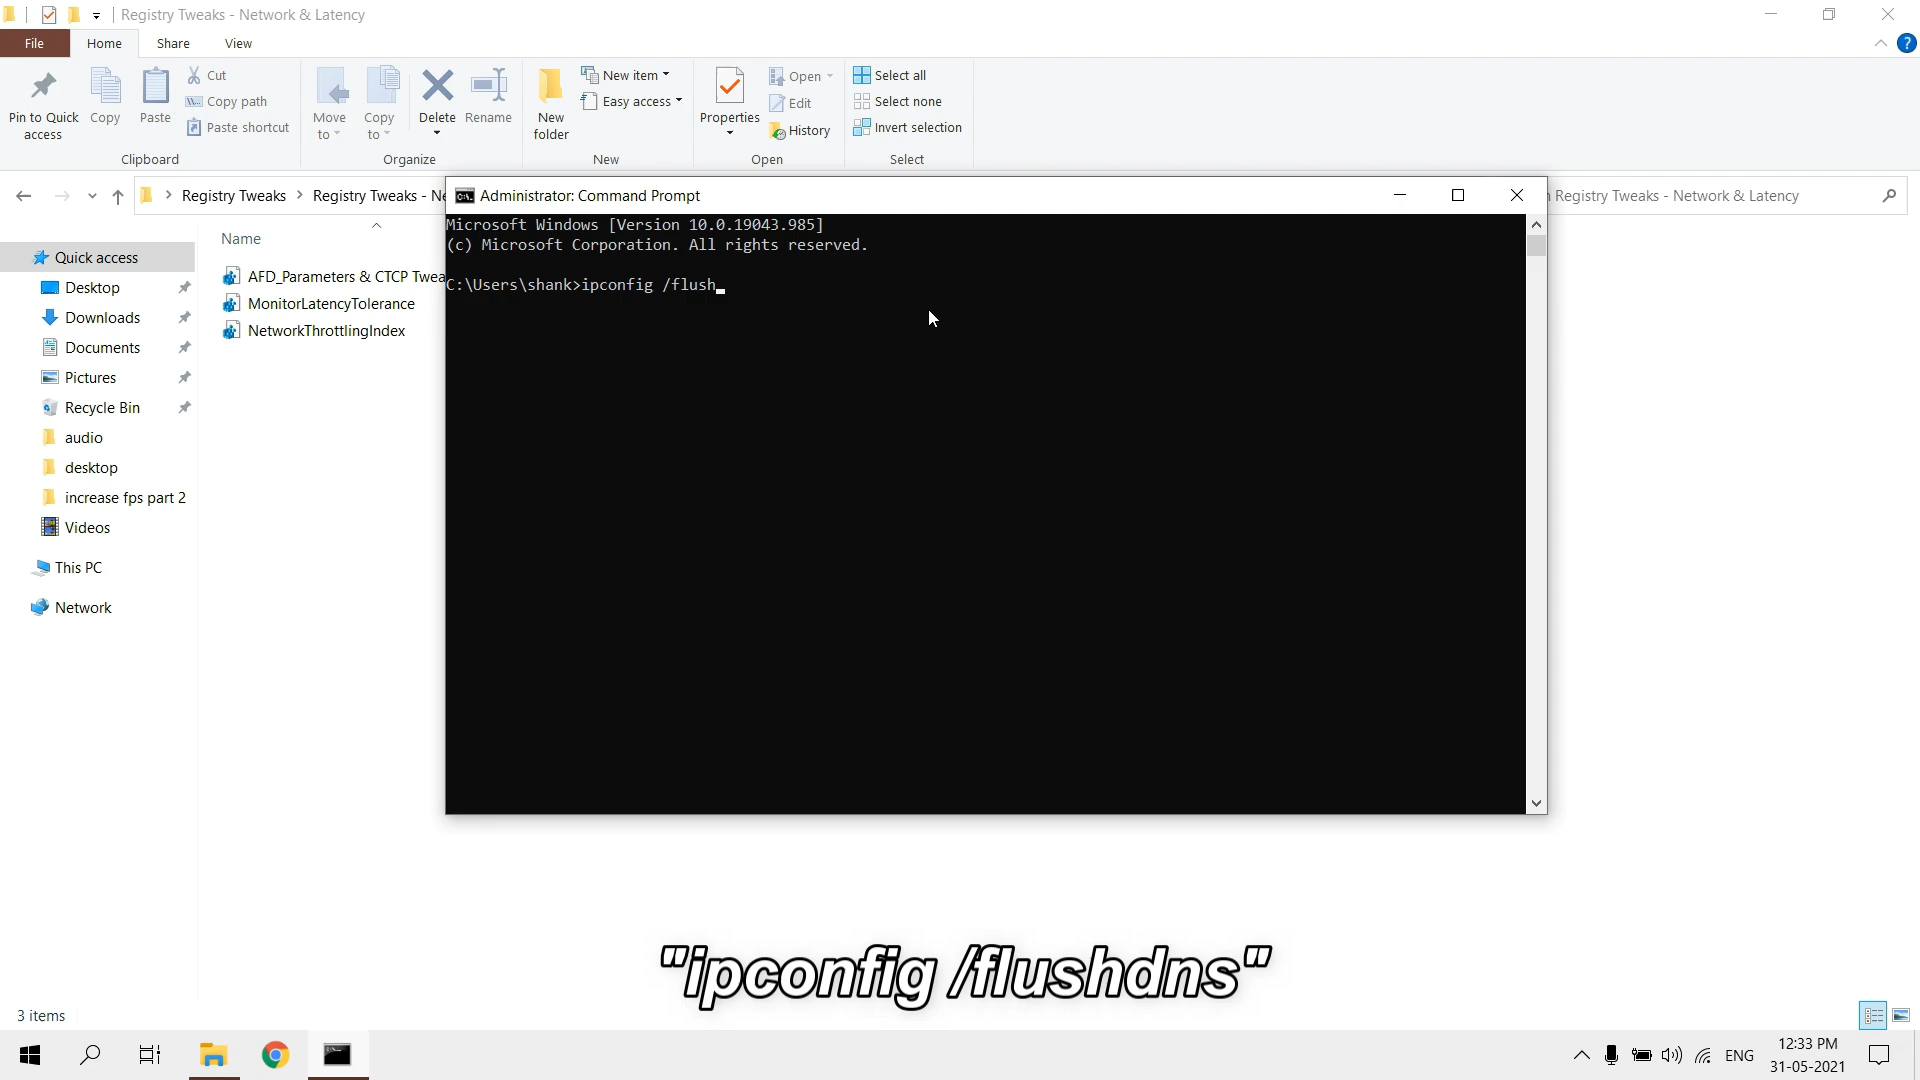 Registry Tweaks - Network & Latency
File
Home
Share
View
Pin to Quick access
Copy
Paste
Cut
Copy path
Paste shortcut
Clipboard
Move to
Copy to
Delete
Rename
Organize
New folder
New item
Easy access
New
Properties
Open
Edit
History
Open
Select all
Select none
Invert selection
Select
Registry Tweaks
Registry Tweaks - Ne
Registry Tweaks - Network & Latency
Administrator: Command Prompt
Microsoft Windows [Version 10.0.19043.985]
(c) Microsoft Corporation. All rights reserved.
C:\Users\shank>ipconfig /flush
Name
AFD_Parameters & CTCP Twea
MonitorLatencyTolerance
NetworkThrottlingIndex
Quick access
Desktop
Downloads
Documents
Pictures
Recycle Bin
audio
desktop
increase fps part 2
Videos
This PC
Network
"ipconfig /flushdns"
3 items
ENG
12:33 PM
31-05-2021